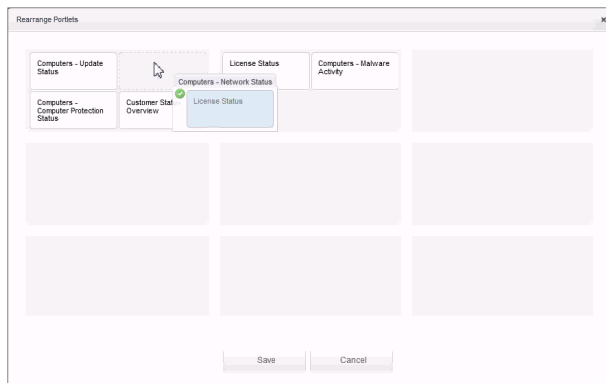 Rearrange Portlets
Computers - Update
Status
License Status
Computers - Malware
Activity
Computers - Network Status
License Status
Computers -
Computer Protection
Status
Customer Stat
Overview
Save
Cancel